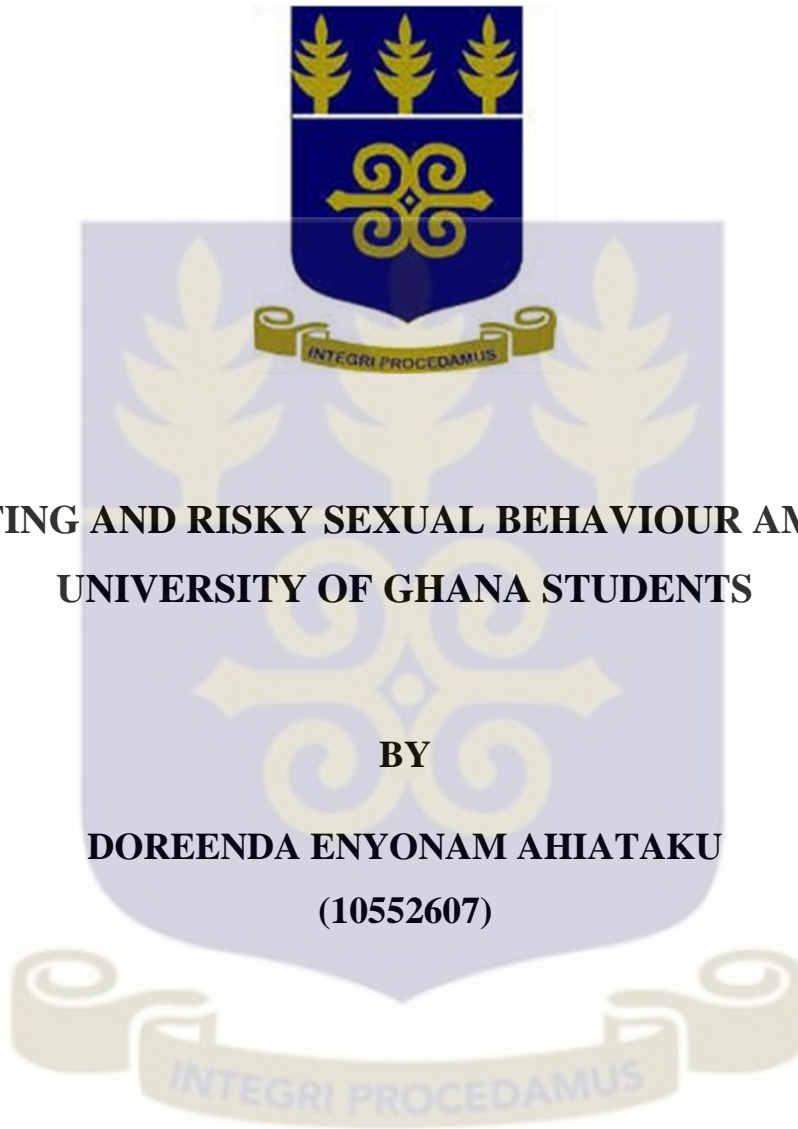 INTEGRI PROCEDAMUS
TING AND RISKY SEXUAL BEHAVIOUR AM
UNIVERSITY OF GHANA STUDENTS
BY
DOREENDA ENYONAM AHIATAKU
(10552607)
INTEGRI PROCEDAMUS